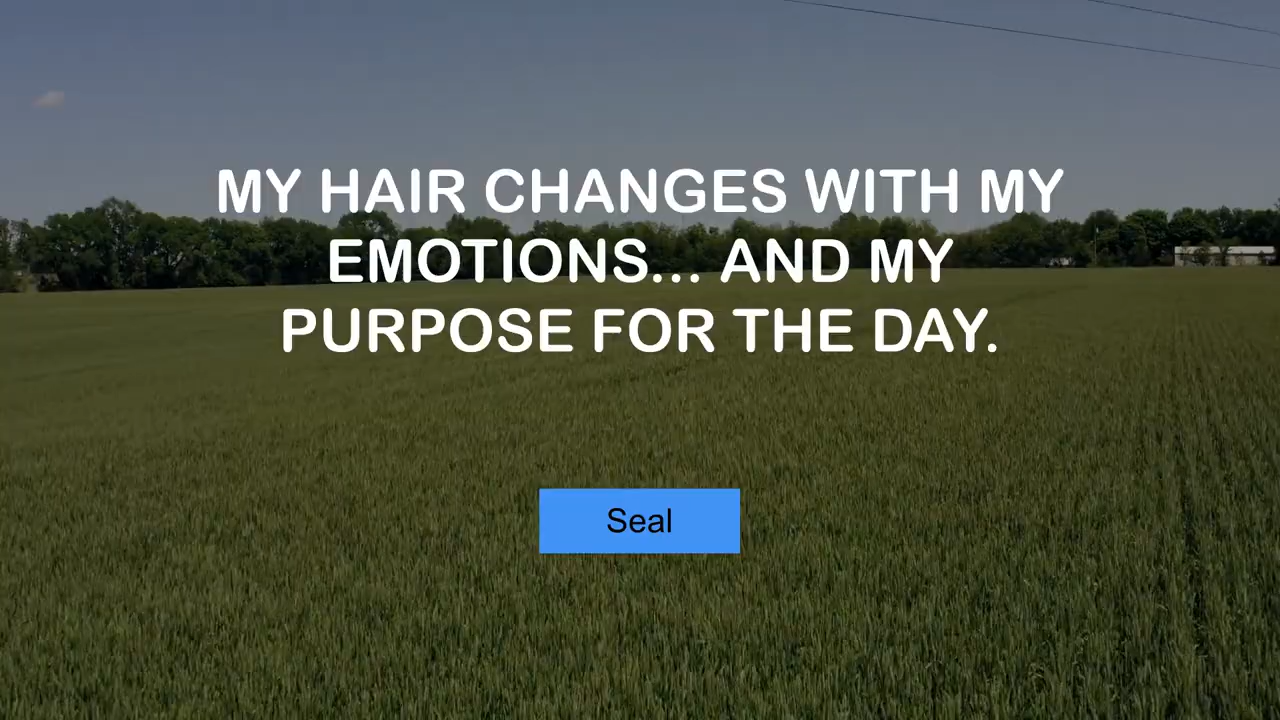 MY HAIR CHANGES WITH MY
EMOTIONS... AND MY
PURPOSE FOR THE DAY.
Seal